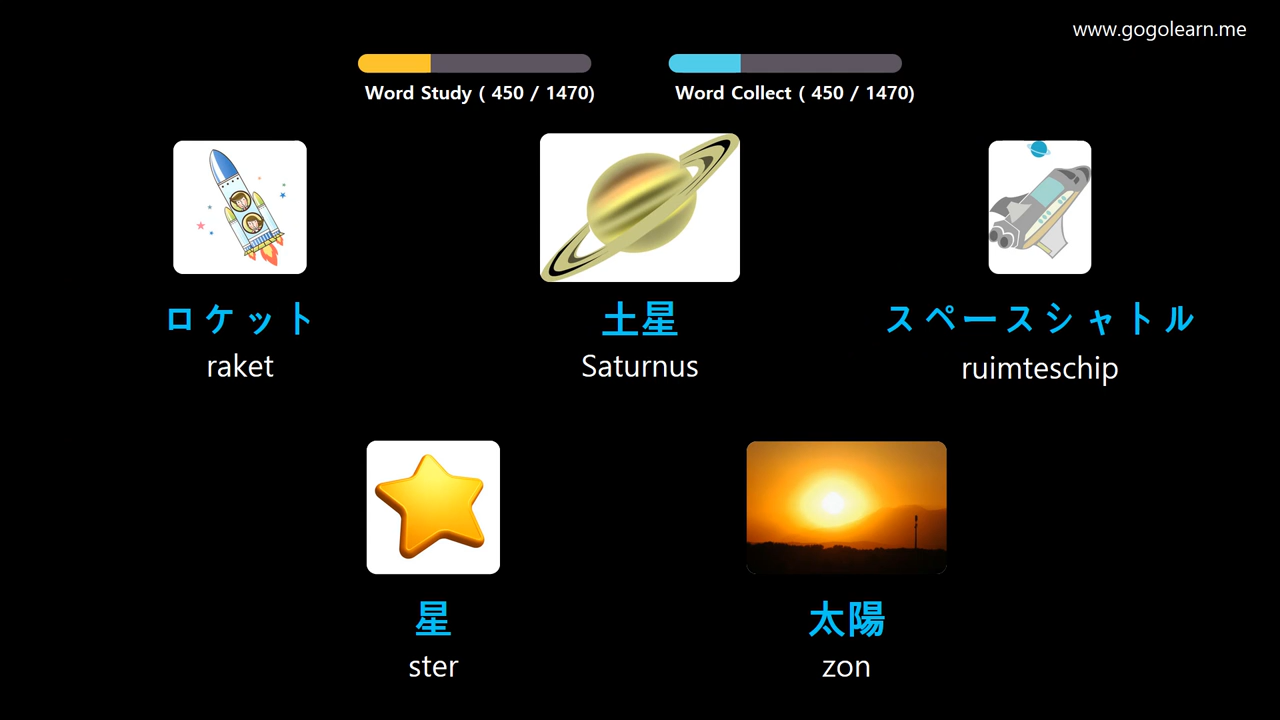 www.gogolearn.me
Word Study ( 450 / 1470)
Word Collect ( 450 / 1470)
ロケット
土星
スペースシャトル
raket
Saturnus
ruimteschip
星
太陽
ster
zon